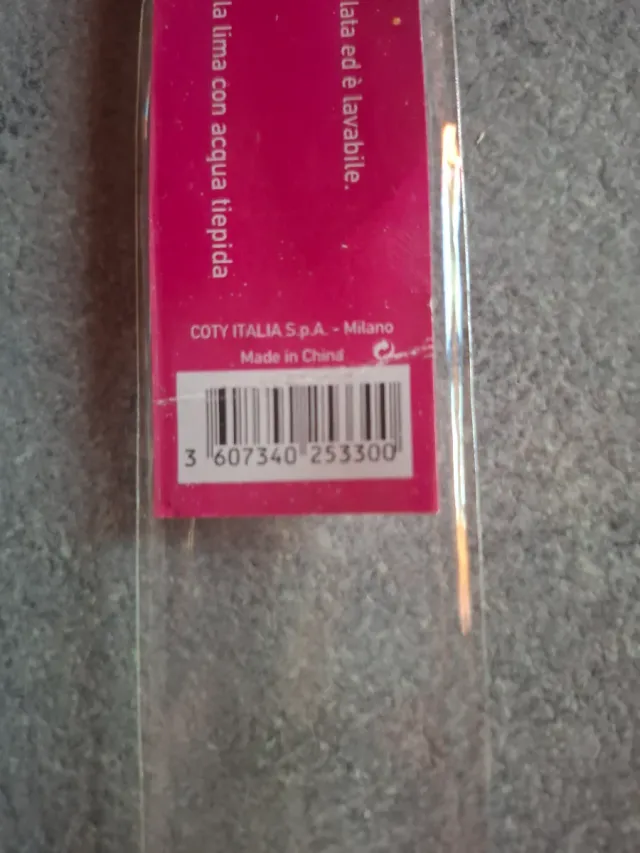 lata ed è lavabile.
la lima con acqua tiepida
COTY ITALIA S.p.A. - Milano
Made in China
3 607340 253300